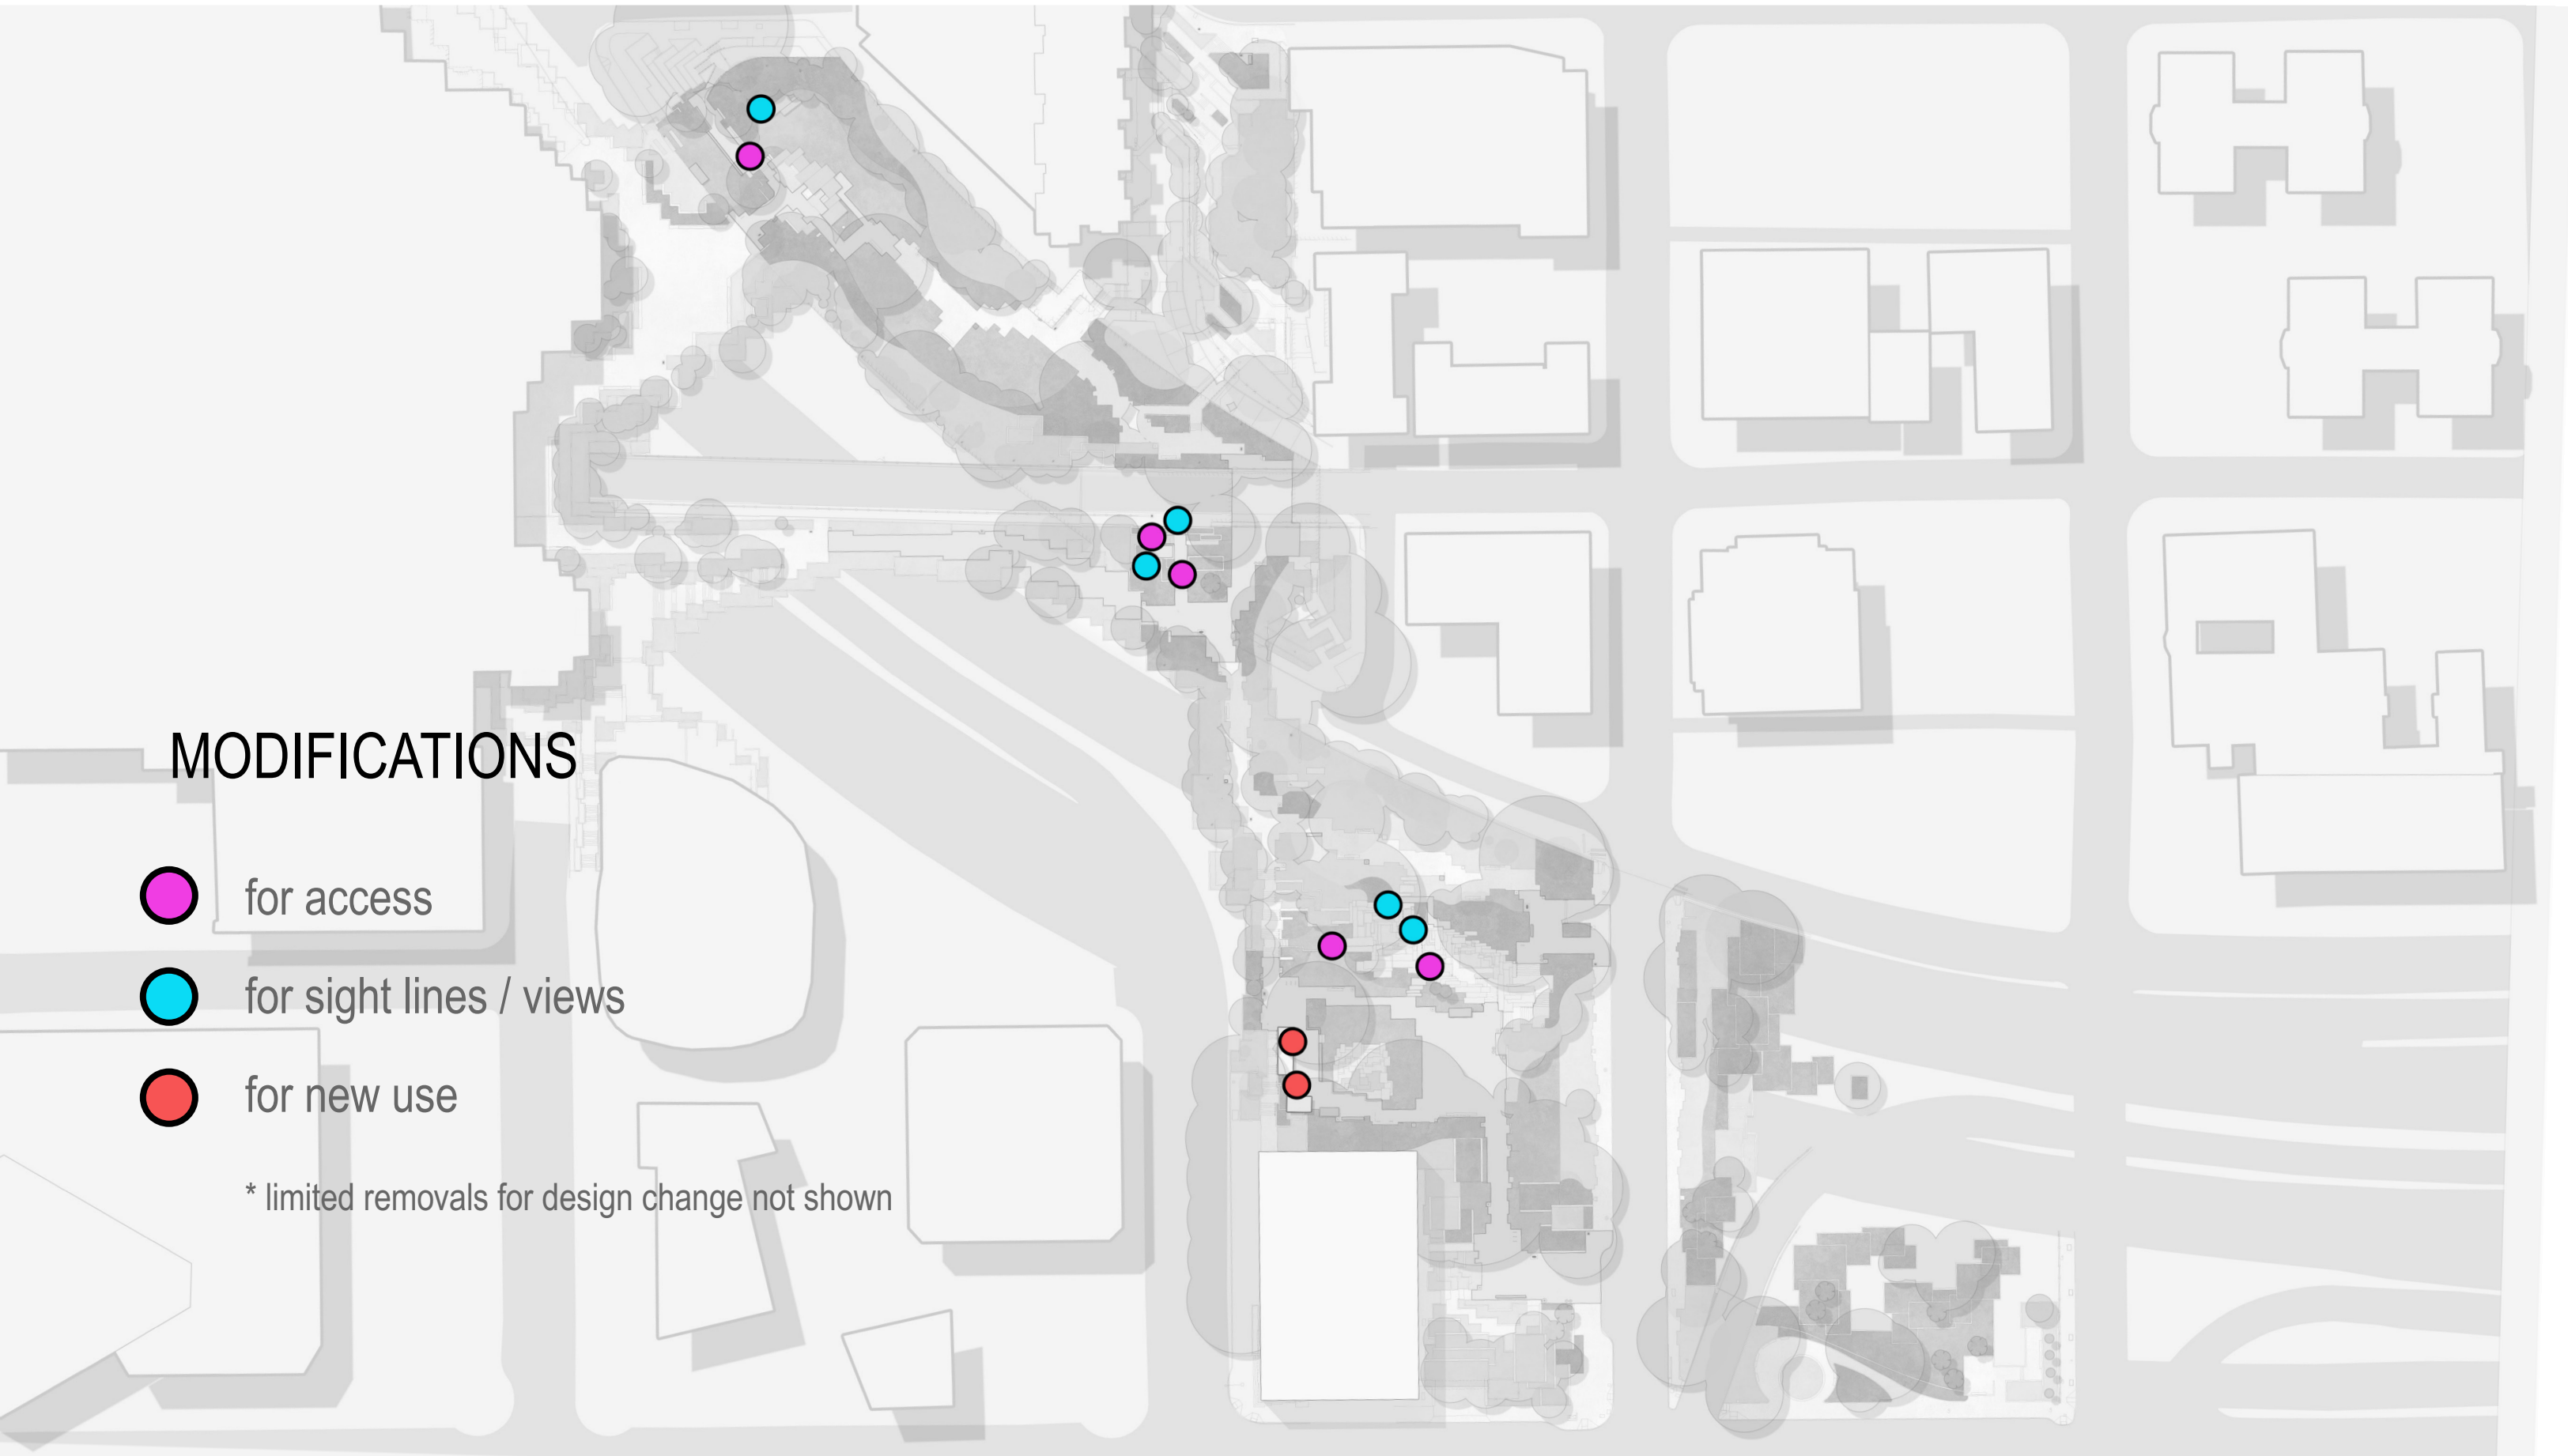 MODIFICATIONS
for access
for sight lines / views
for new use
* limited removals for design change not shown